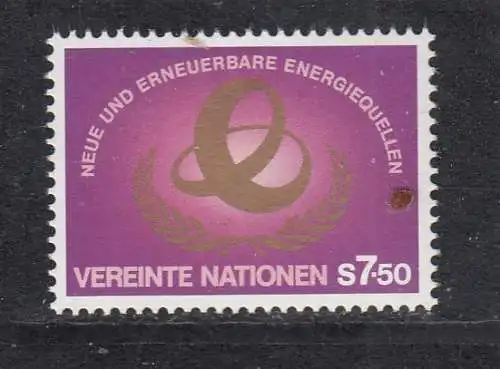 NEUE UND ERNEUERBARE ENERGIEQUELLEN
VEREINTE NATIONEN S7·50